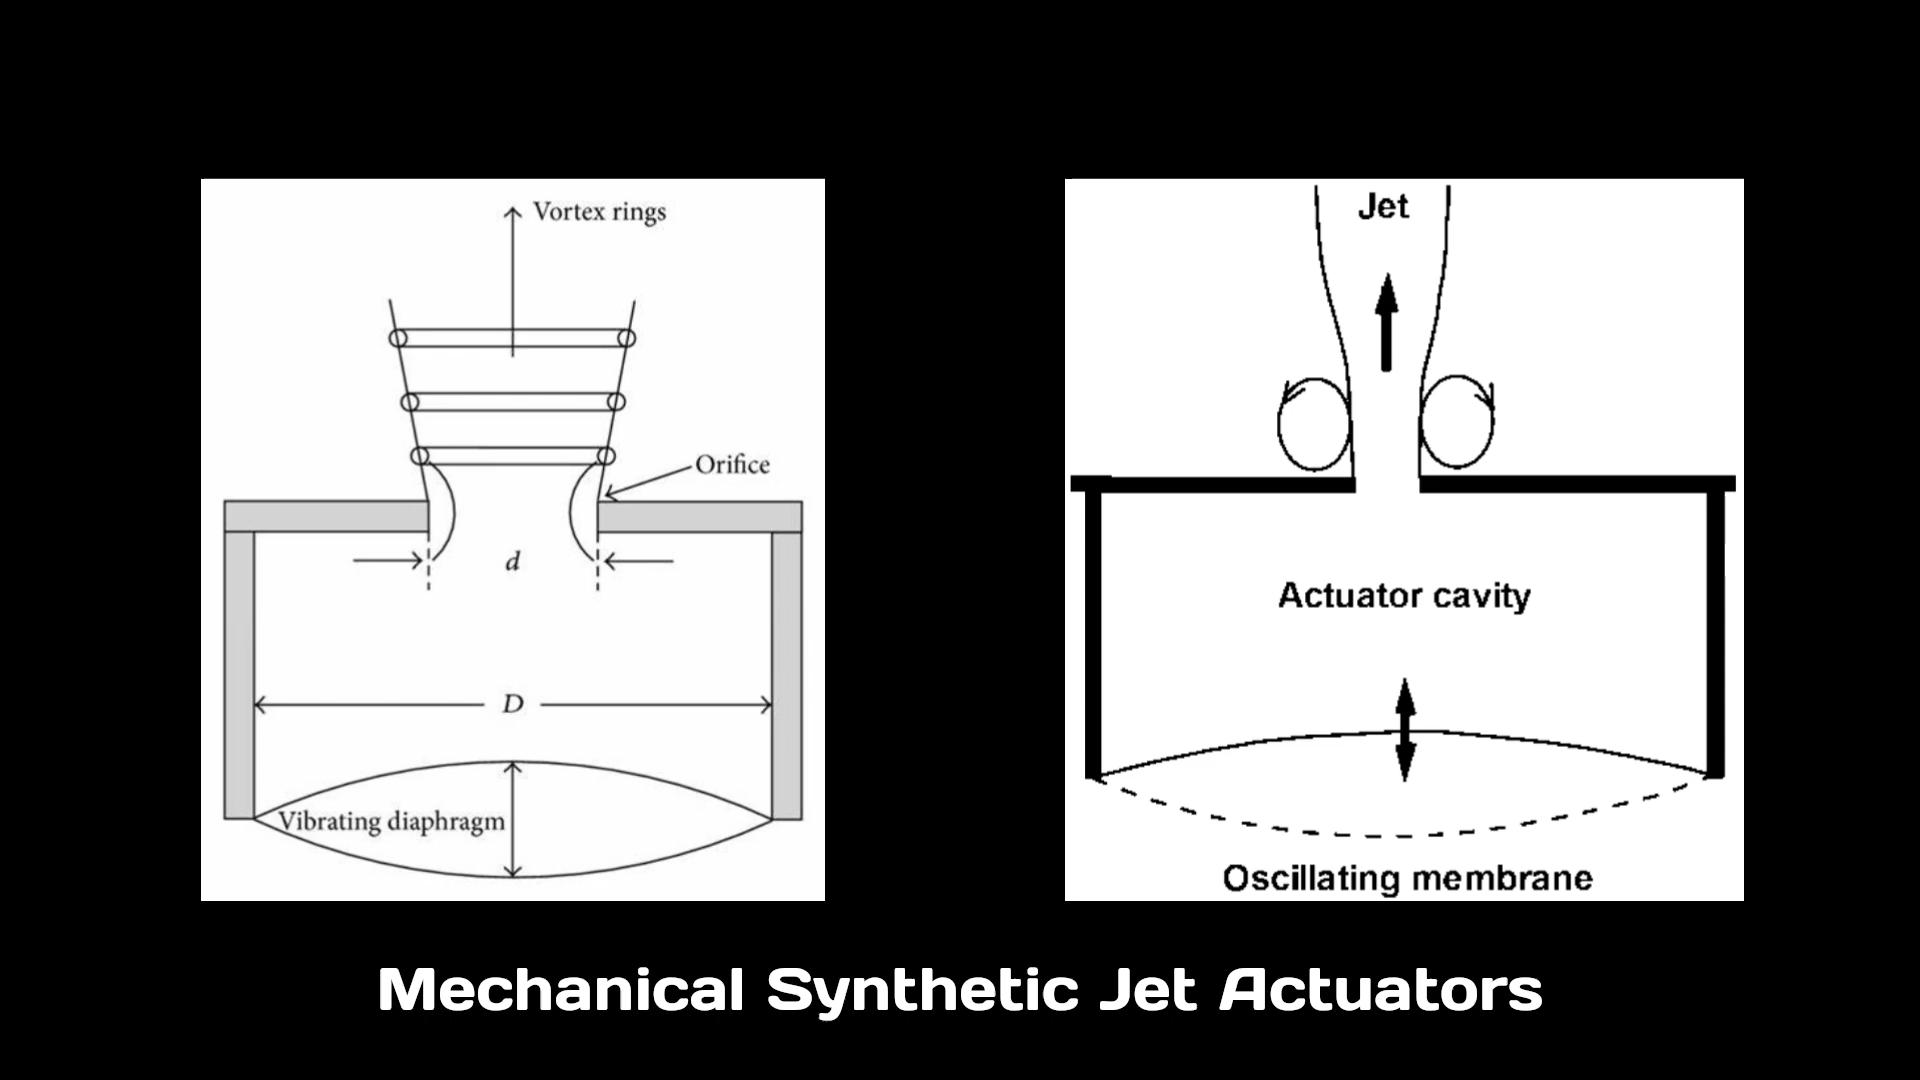 Vortex rings
Orifice
d
D
Vibrating diaphragm
Jet
Actuator cavity
Oscillating membrane
Mechanical Synthetic Jet Actuators